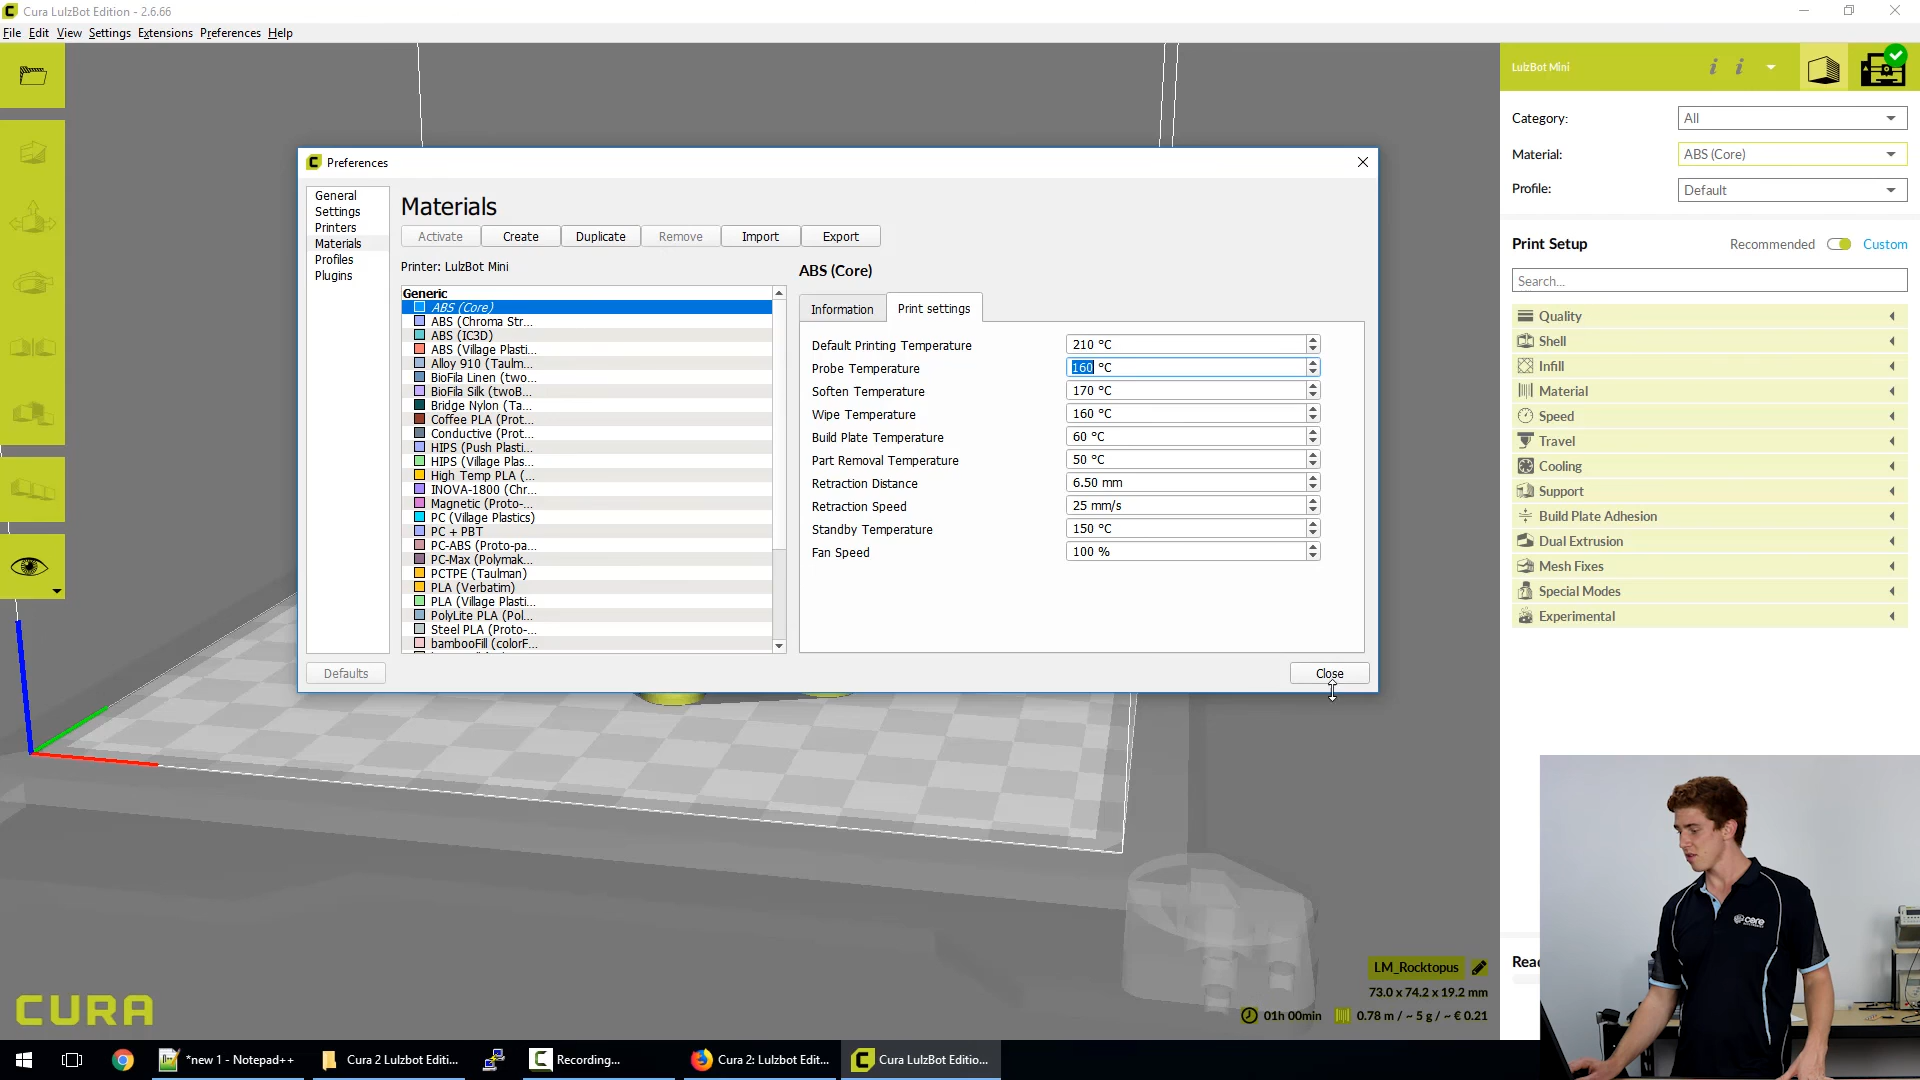 Cura LulzBot Edition - 2.6.66
File Edit View Settings Extensions Preferences Help
LulzBot Mini
Category: All
Material: ABS (Core)
Profile: Default
Print Setup Recommended Custom
Search...
Quality
Shell
Infill
Material
Speed
Travel
Cooling
Support
Build Plate Adhesion
Dual Extrusion
Mesh Fixes
Special Modes
Experimental
Preferences
General
Settings
Printers
Materials
Profiles
Plugins
Defaults
Materials
Activate Create Duplicate Remove Import Export
Printer: LulzBot Mini
Generic
ABS (Core)
ABS (Chroma Str...
ABS (IC3D)
ABS (Village Plasti...
Alloy 910 (Taulm...
BioFila Linen (two...
BioFila Silk (twoB...
Bridge Nylon (Ta...
Coffee PLA (Prot...
Conductive (Prot...
HIPS (Push Plasti...
HIPS (Village Plas...
High Temp PLA (...
INOVA-1800 (Chr...
Magnetic (Proto-...
PC (Village Plastics)
PC + PBT
PC-ABS (Proto-pa...
PC-Max (Polymak...
PCTPE (Taulman)
PLA (Verbatim)
PLA (Village Plasti...
PolyLite PLA (Pol...
Steel PLA (Proto-...
bambooFill (colorF...
ABS (Core)
Information Print settings
Default Printing Temperature 210 °C
Probe Temperature 160 °C
Soften Temperature 170 °C
Wipe Temperature 160 °C
Build Plate Temperature 60 °C
Part Removal Temperature 50 °C
Retraction Distance 6.50 mm
Retraction Speed 25 mm/s
Standby Temperature 150 °C
Fan Speed 100 %
Close
LM_Rocktopus
73.0 x 74.2 x 19.2 mm
01h 00min 0.78 m / ~ 5 g / ~ € 0.21
Rea
CURA
core
*new 1 - Notepad++
Cura 2 Lulzbot Editi...
Recording...
Cura 2: Lulzbot Edit...
Cura LulzBot Editio...